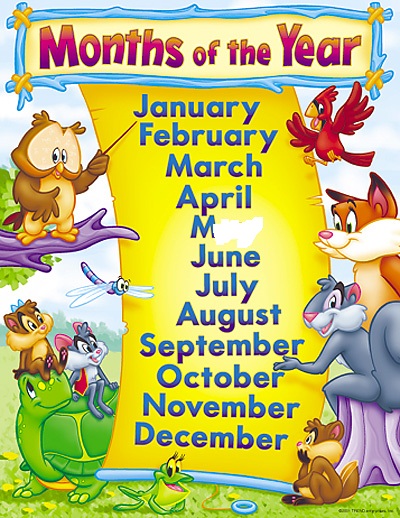 Months of the Year
January
February
March
April
M
June
July
August
September
October
November
December